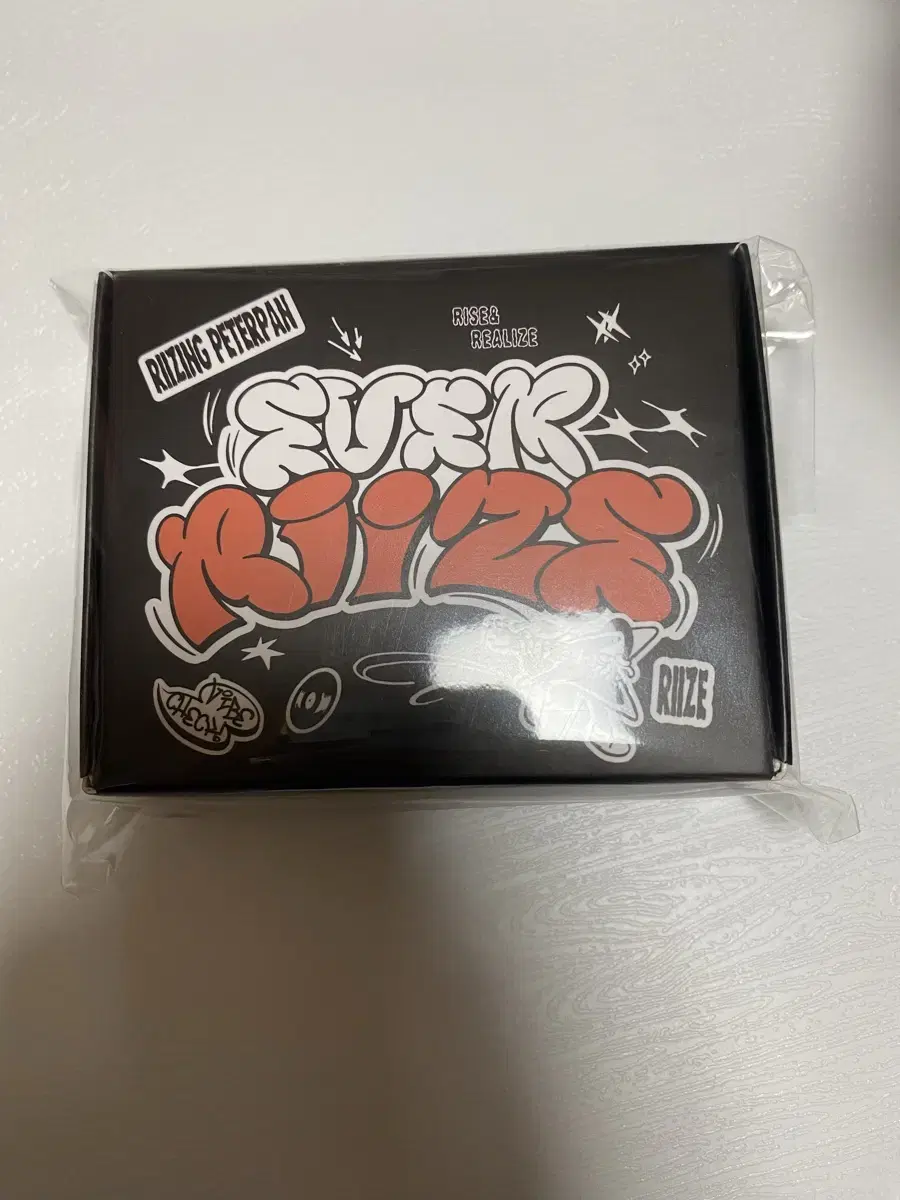 RIIZING PETERPAN
RISE&
REALIZE
EVER
RIIZE
VIBE
CHECK
RIIZE